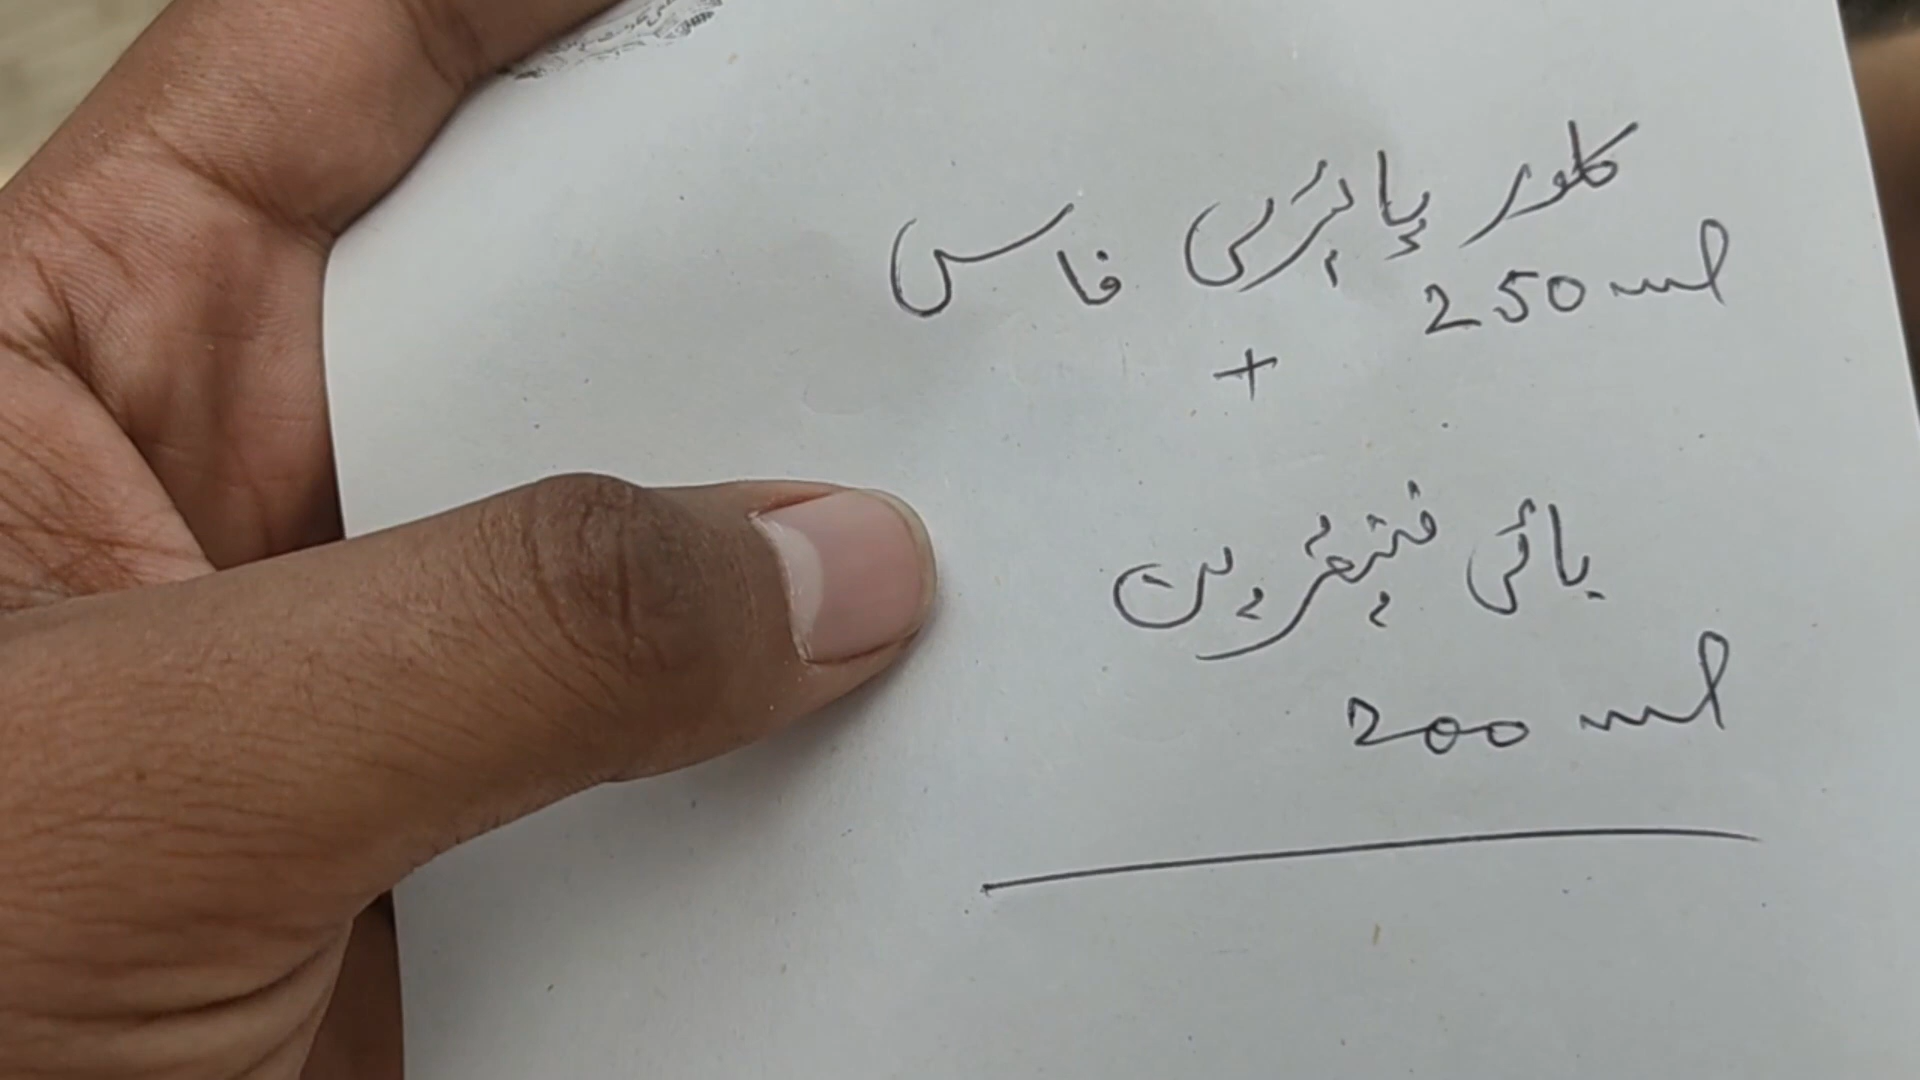 کلور پائری فاس
250 ml
+
بائی فینتھرین
200 ml